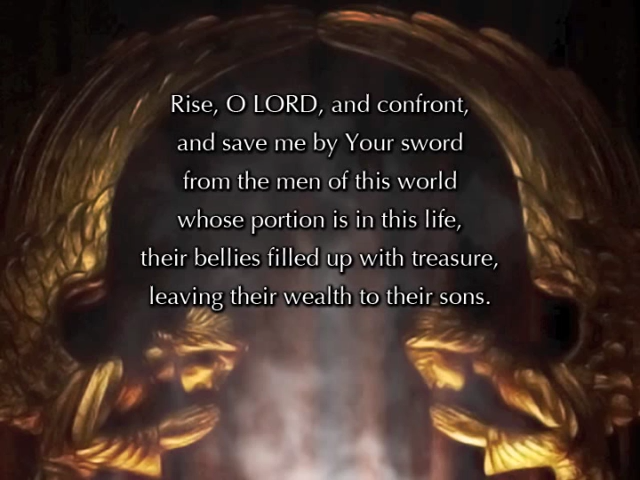 Rise, O LORD, and confront,
and save me by Your sword
from the men of this world
whose portion is in this life,
their bellies filled up with treasure,
leaving their wealth to their sons.